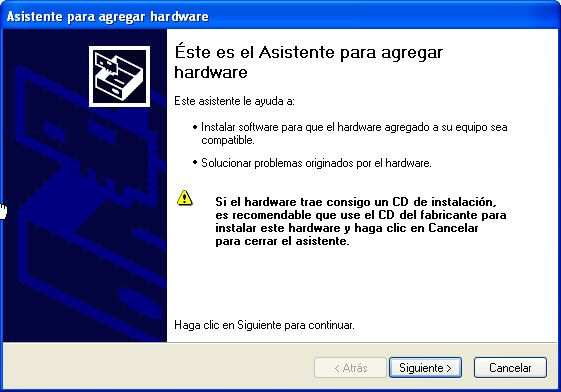 Asistente para agregar hardware
Éste es el Asistente para agregar
hardware
Este asistente le ayuda a:
• Instalar software para que el hardware agregado a su equipo sea
compatible.
• Solucionar problemas originados por el hardware.
Si el hardware trae consigo un CD de instalación,
es recomendable que use el CD del fabricante para
instalar este hardware y haga clic en Cancelar
para cerrar el asistente.
Haga clic en Siguiente para continuar.
< Atrás
Siguiente >
Cancelar